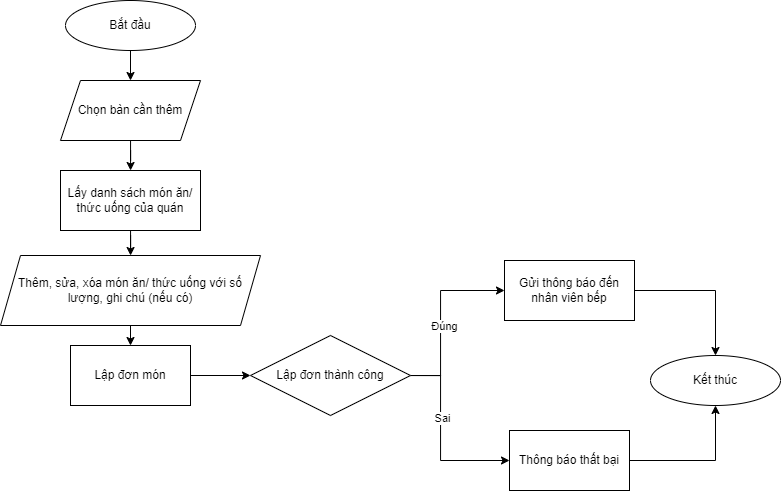 Bắt đầu
Chọn bàn cần thêm
Lấy danh sách món ăn/
thức uống của quán
Thêm, sửa, xóa món ăn/ thức uống với số
lượng, ghi chú (nếu có)
Lập đơn món
Lập đơn thành công
Đúng
Gửi thông báo đến
nhân viên bếp
Sai
Thông báo thất bại
Kết thúc